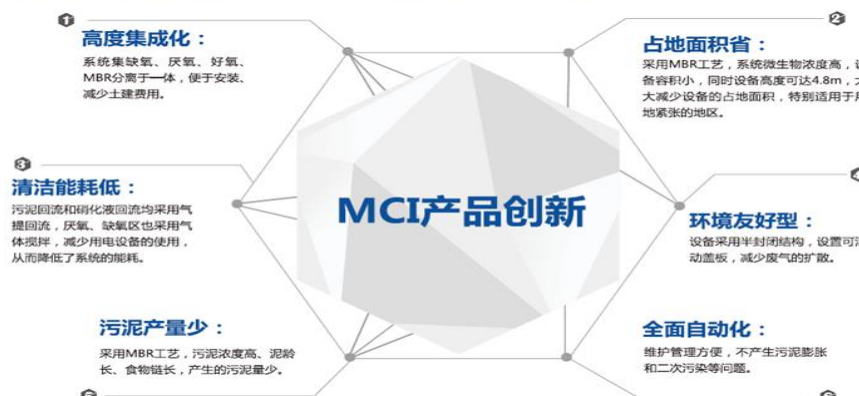 1
高度集成化：
系统集缺氧、厌氧、好氧、
MBR分离于一体，便于安装、
减少土建费用。
2
占地面积省：
采用MBR工艺，系统微生物浓度高，
备容积小，同时设备高度可达4.8m，
大减少设备的占地面积，特别适用于
地紧张的地区。
3
清洁能耗低：
污泥回流和硝化液回流均采用气
提回流，厌氧、缺氧区也采用气
体搅拌，减少用电设备的使用，
从而降低了系统的能耗。
MCI产品创新
环境友好型：
设备采用半封闭结构，设置可
动盖板，减少废气的扩散。
污泥产量少：
采用MBR工艺，污泥浓度高、泥龄
长、食物链长，产生的污泥量少。
全面自动化：
维护管理方便，不产生污泥膨胀
和二次污染等问题。